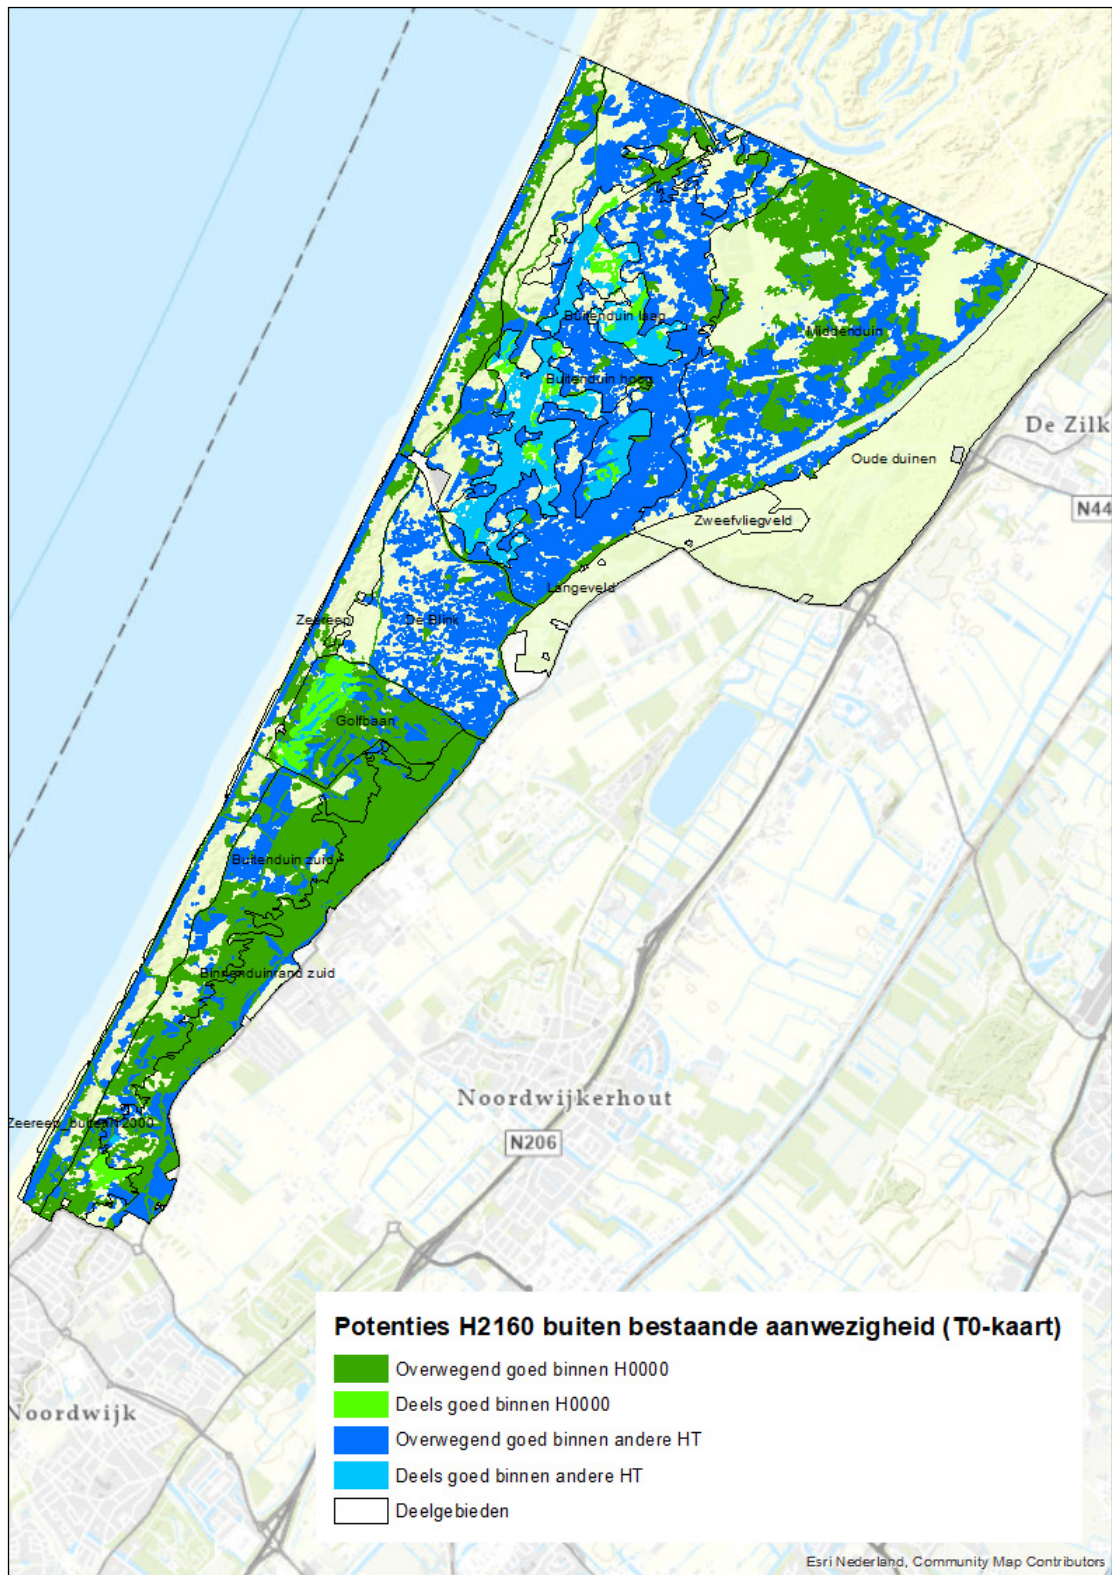 Buitenduin laag
Middenduin
Buitenduin hoog
De Zilk
Oude duinen
N44
Zweefvliegveld
Langeveld
Zeereep
De Blink
Golfbaan
Buitenduin zuid
Binnenduinrand zuid
Noordwijkerhout
Zeereep_buitenN2000
N206
Potenties H2160 buiten bestaande aanwezigheid (T0-kaart)
Overwegend goed binnen H0000
Deels goed binnen H0000
Overwegend goed binnen andere HT
Noordwijk
Deels goed binnen andere HT
Deelgebieden
Esri Nederland, Community Map Contributors